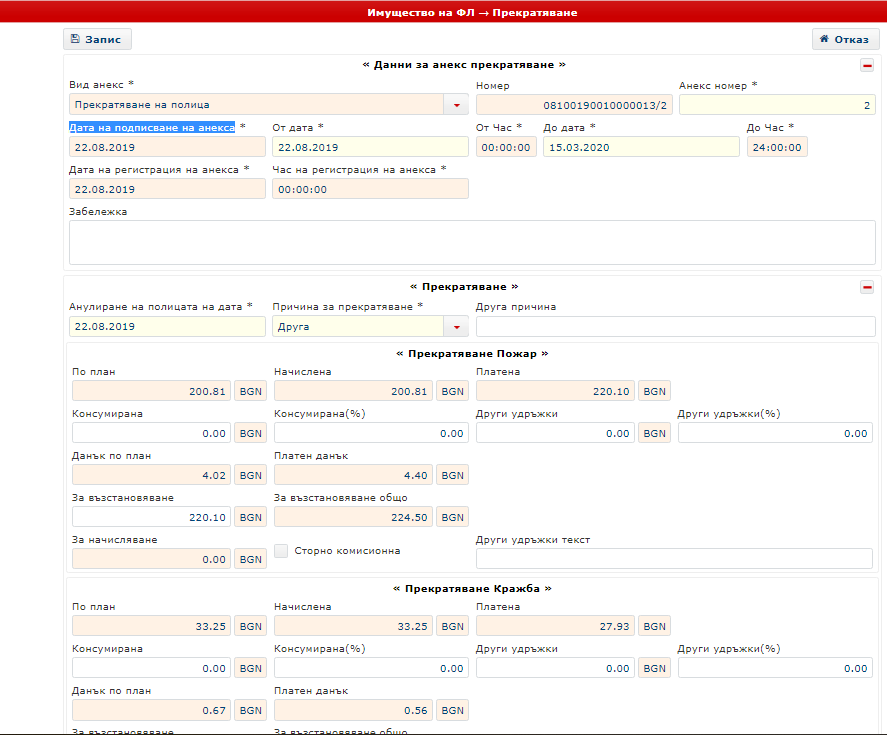 Имущество на ФЛ → Прекратяване
Запис Отказ
« Данни за анекс прекратяване »
Вид анекс * Номер Анекс номер *
Прекратяване на полица 08100190010000013/2 2
Дата на подписване на анекса * От дата * От Час * До дата * До Час *
22.08.2019 22.08.2019 00:00:00 15.03.2020 24:00:00
Дата на регистрация на анекса * Час на регистрация на анекса *
22.08.2019 00:00:00
Забележка
« Прекратяване »
Анулиране на полицата на дата * Причина за прекратяване * Друга причина
22.08.2019 Друга
« Прекратяване Пожар »
По план Начислена Платена
200.81 BGN 200.81 BGN 220.10 BGN
Консумирана Консумирана(%) Други удръжки Други удръжки(%)
0.00 BGN 0.00 0.00 BGN 0.00
Данък по план Платен данък
4.02 BGN 4.40 BGN
За възстановяване За възстановяване общо
220.10 BGN 224.50 BGN
За начисляване Сторно комисионна Други удръжки текст
0.00 BGN
« Прекратяване Кражба »
По план Начислена Платена
33.25 BGN 33.25 BGN 27.93 BGN
Консумирана Консумирана(%) Други удръжки Други удръжки(%)
0.00 BGN 0.00 0.00 BGN 0.00
Данък по план Платен данък
0.67 BGN 0.56 BGN
За възстановяване За възстановяване общо